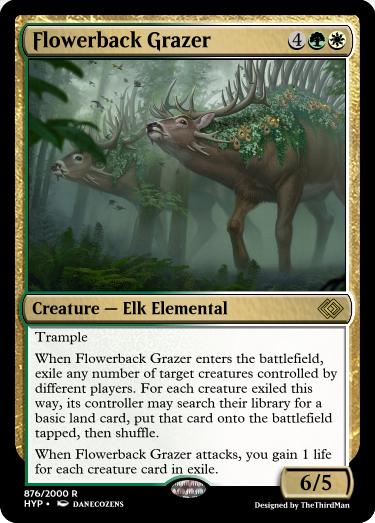 Flowerback Grazer 4
Creature — Elk Elemental
Trample
When Flowerback Grazer enters the battlefield,
exile any number of target creatures controlled by
different players. For each creature exiled this
way, its controller may search their library for a
basic land card, put that card onto the battlefield
tapped, then shuffle.
When Flowerback Grazer attacks, you gain 1 life
for each creature card in exile.
6/5
876/2000 R
HYP • DANECOZENS
Designed by TheThirdMan